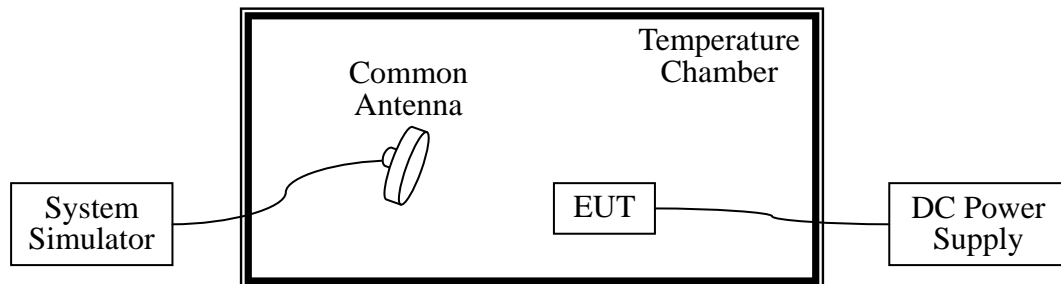 Temperature
Chamber
Common
Antenna
System
Simulator
EUT
DC Power
Supply